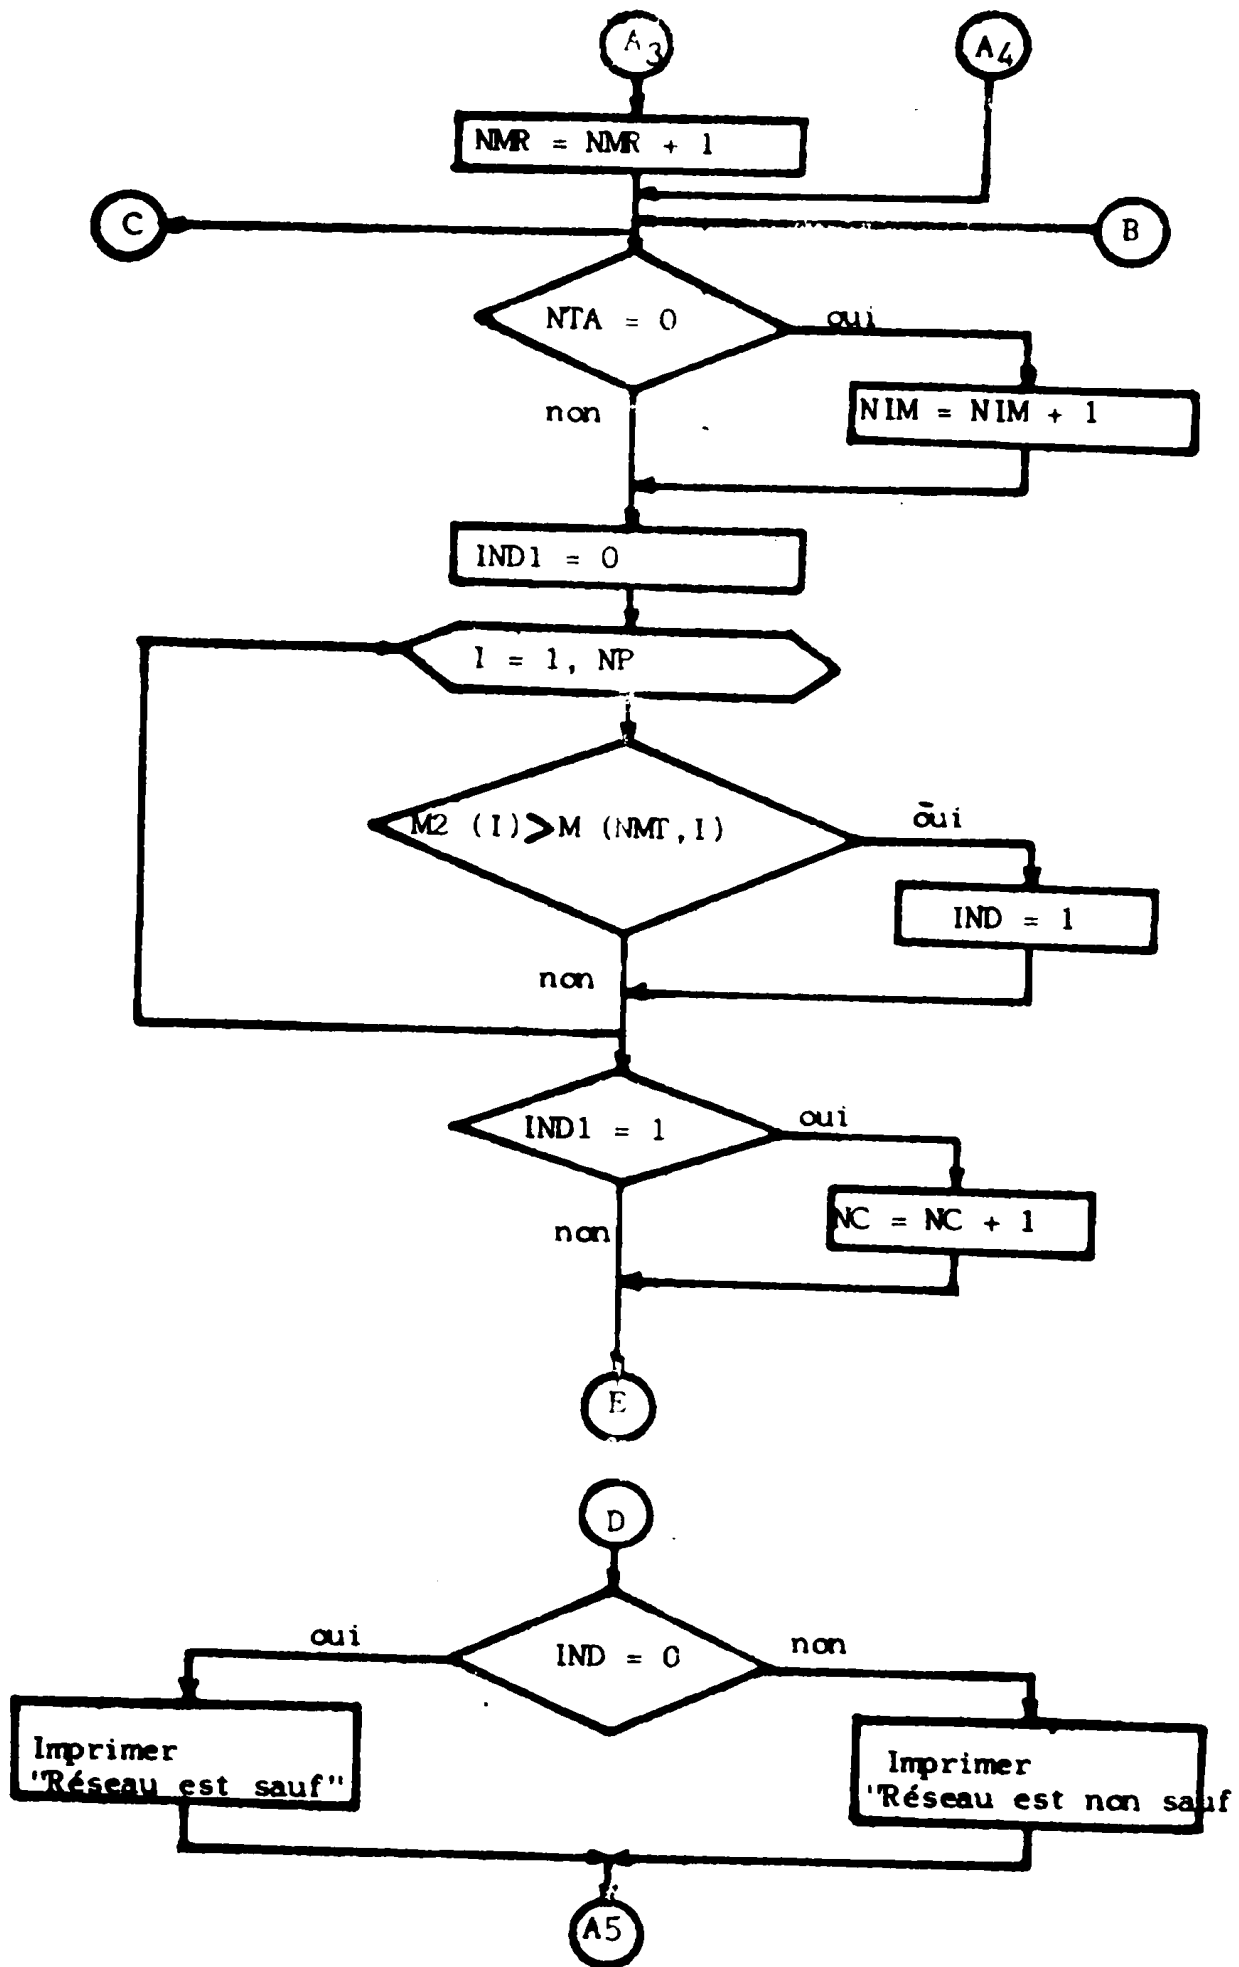 A3
A4
NMR = NMR + 1
C
B
NTA = 0
oui
non
NIM = NIM + 1
IND1 = 0
I = 1, NP
M2 (I)>M (NMT,I)
oui
IND = 1
non
IND1 = 1
oui
NC = NC + 1
non
E
D
oui
IND = 0
non
Imprimer
"Réseau est sauf"
Imprimer
"Réseau est non sauf
A5